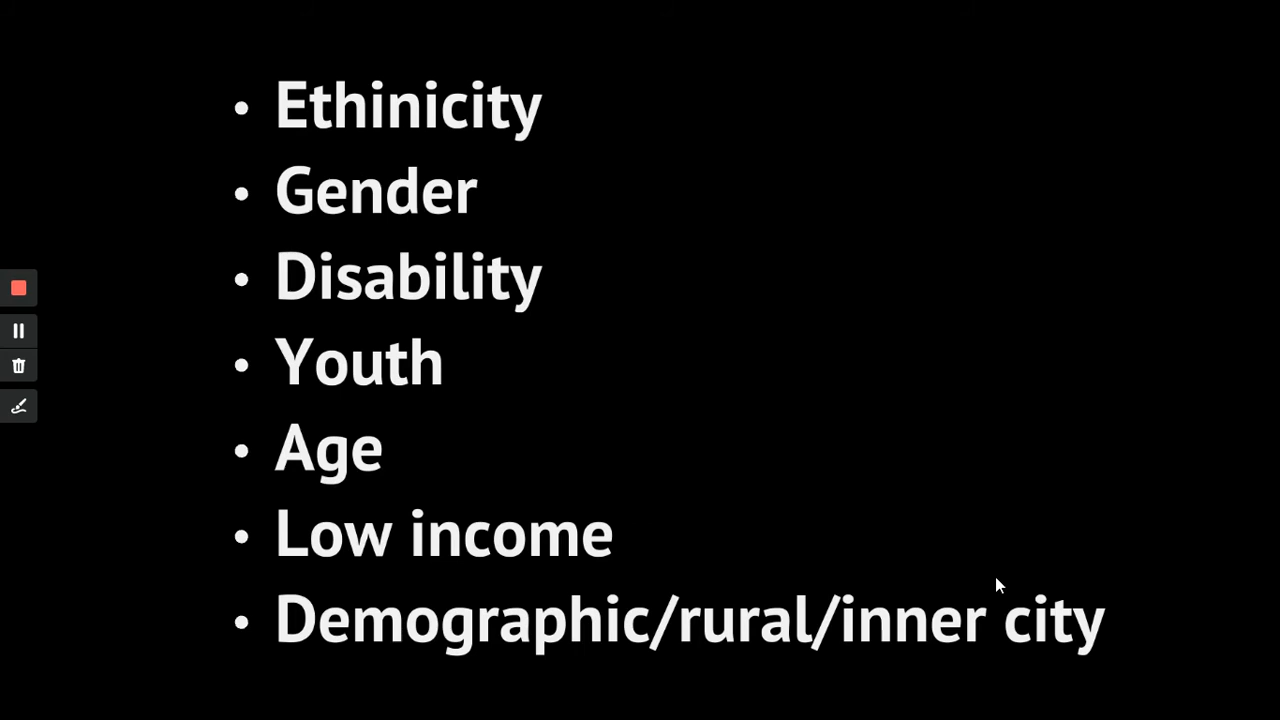 • Ethinicity
• Gender
• Disability
• Youth
• Age
• Low income
• Demographic/rural/inner city